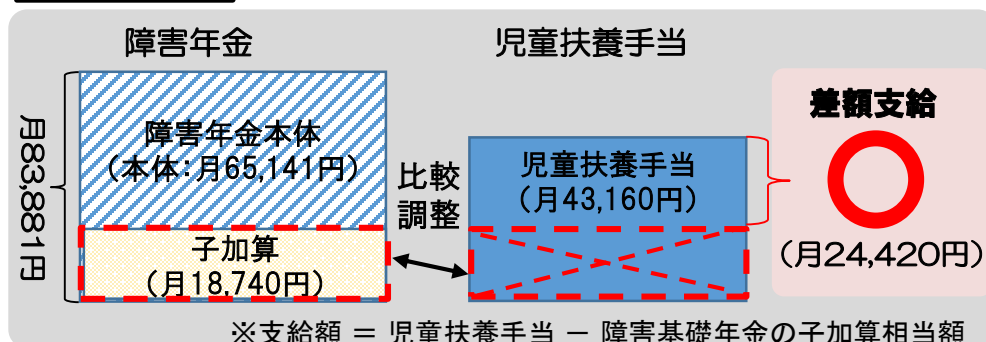 障害年金
児童扶養手当
月83,881円
障害年金本体
(本体:月65,141円)
子加算
(月18,740円)
比較
調整
児童扶養手当
(月43,160円)
差額支給
(月24,420円)
※支給額 = 児童扶養手当 － 障害基礎年金の子加算相当額